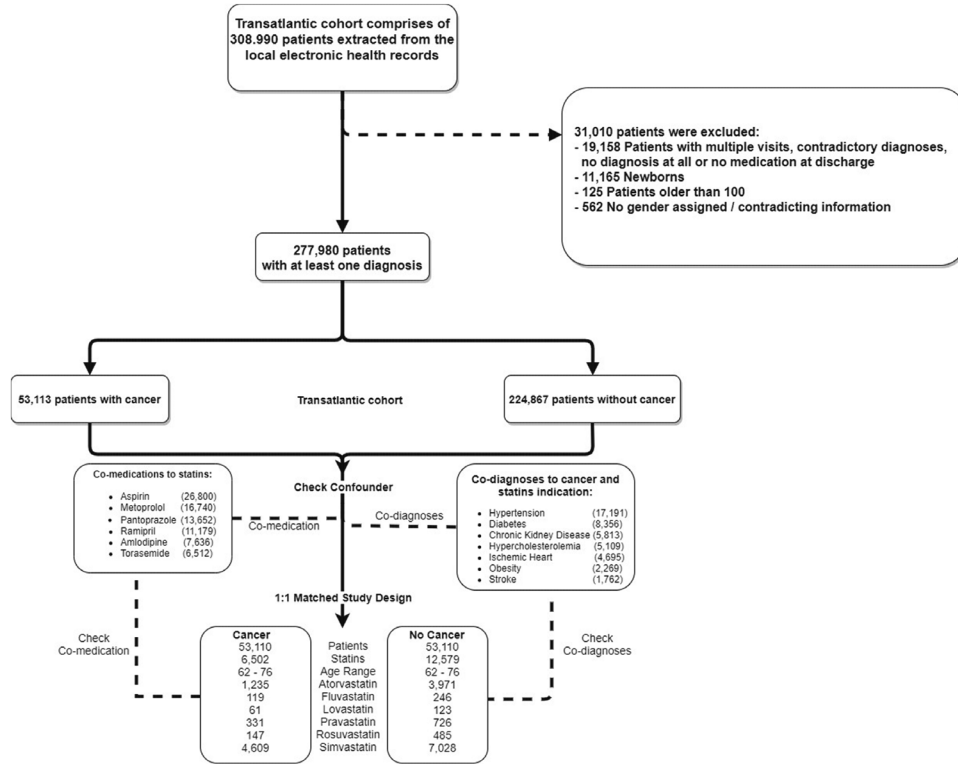 Transatlantic cohort comprises of
308.990 patients extracted from the
local electronic health records
31,010 patients were excluded:
- 19,158 Patients with multiple visits, contradictory diagnoses,
no diagnosis at all or no medication at discharge
- 11,165 Newborns
- 125 Patients older than 100
- 562 No gender assigned / contradicting information
277,980 patients
with at least one diagnosis
53,113 patients with cancer
Transatlantic cohort
224,867 patients without cancer
Co-medications to statins:
• Aspirin (26,800)
• Metoprolol (16,740)
• Pantoprazole (13,652)
• Ramipril (11,179)
• Amlodipine (7,636)
• Torasemide (6,512)
Check Confounder
Co-medication
Co-diagnoses
Co-diagnoses to cancer and
statins indication:
• Hypertension (17,191)
• Diabetes (8,356)
• Chronic Kidney Disease (5,813)
• Hypercholesterolemia (5,109)
• Ischemic Heart (4,695)
• Obesity (2,269)
• Stroke (1,762)
1:1 Matched Study Design
Check
Co-medication
Check
Co-diagnoses
Cancer No Cancer
53,110 Patients 53,110
6,502 Statins 12,579
62 - 76 Age Range 62 - 76
1,235 Atorvastatin 3,971
119 Fluvastatin 246
61 Lovastatin 123
331 Pravastatin 726
147 Rosuvastatin 485
4,609 Simvastatin 7,028